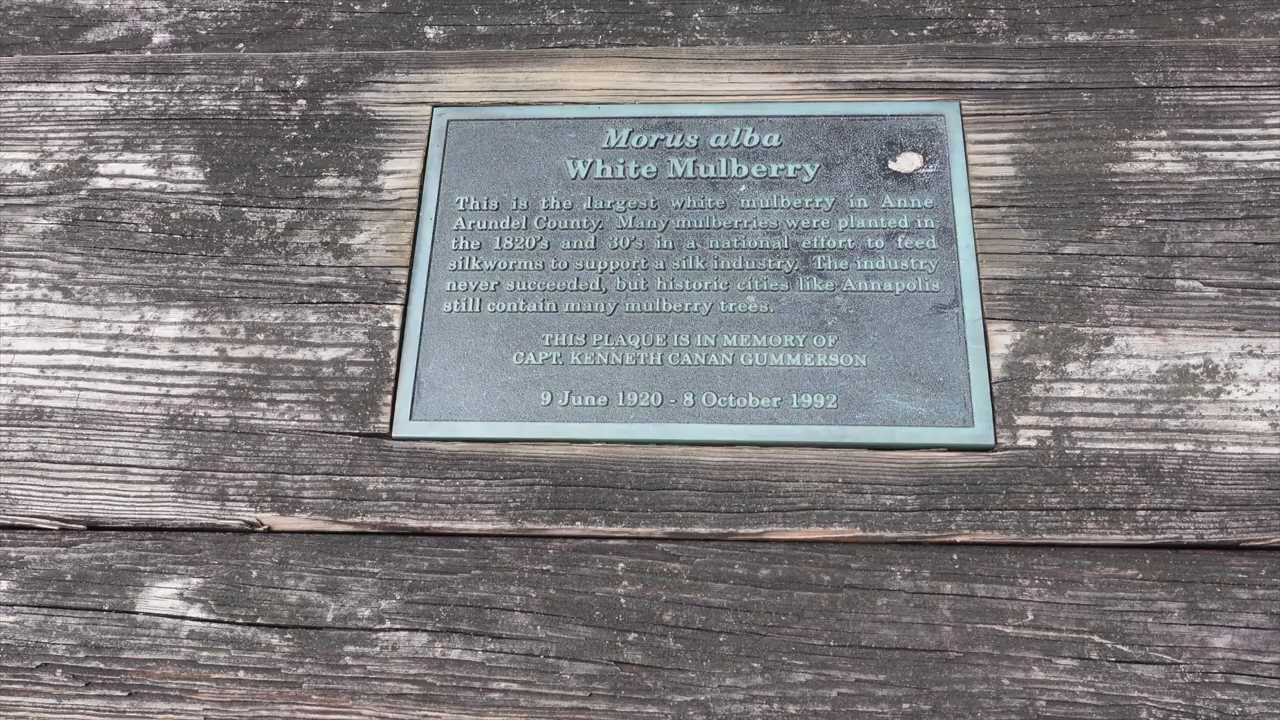 Morus alba
White Mulberry
This is the largest white mulberry in Anne
Arundel County. Many mulberries were planted in
the 1820's and 30's in a national effort to feed
silkworms to support a silk industry. The industry
never succeeded, but historic cities like Annapolis
still contain many mulberry trees.
THIS PLAQUE IS IN MEMORY OF
CAPT. KENNETH CANAN GUMMERSON
9 June 1920 - 8 October 1992